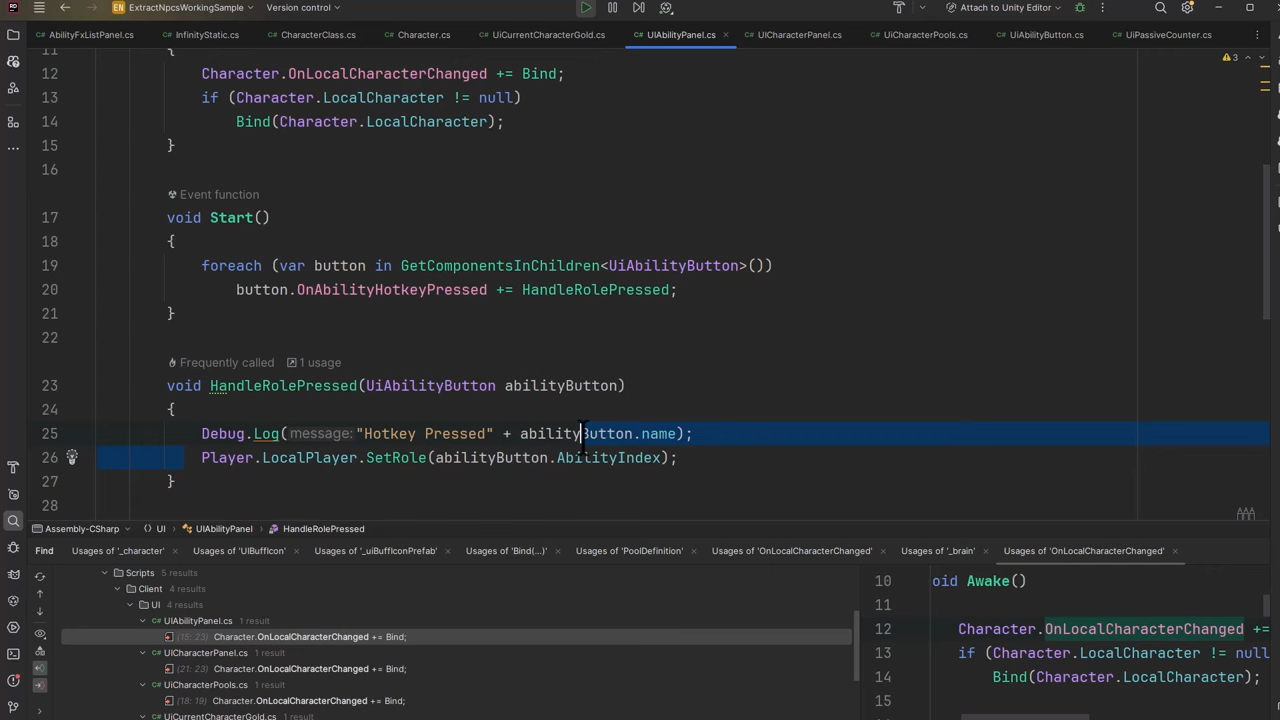 RD EN ExtractNpcsWorkingSample Version control Attach to Unity Editor
AbilityFxListPanel.cs InfinityStatic.cs CharacterClass.cs Character.cs UiCurrentCharacterGold.cs UIAbilityPanel.cs UICharacterPanel.cs UiCharacterPools.cs UiAbilityButton.cs UiPassiveCounter.cs
11 { 3
12 Character.OnLocalCharacterChanged += Bind;
13 if (Character.LocalCharacter != null)
14 Bind(Character.LocalCharacter);
15 }
16
Event function
17 void Start()
18 {
19 foreach (var button in GetComponentsInChildren<UiAbilityButton>())
20 button.OnAbilityHotkeyPressed += HandleRolePressed;
21 }
22
Frequently called 1 usage
23 void HandleRolePressed(UiAbilityButton abilityButton)
24 {
25 Debug.Log( message: "Hotkey Pressed" + abilityButton.name);
26 Player.LocalPlayer.SetRole(abilityButton.AbilityIndex);
27 }
28
Assembly-CSharp UI UIAbilityPanel HandleRolePressed
Find Usages of '_character' Usages of 'UIBuffIcon' Usages of '_uiBuffIconPrefab' Usages of 'Bind(...)' Usages of 'PoolDefinition' Usages of 'OnLocalCharacterChanged' Usages of '_brain' Usages of 'OnLocalCharacterChanged'
Scripts 5 results
Client 4 results
UI 4 results
UIAbilityPanel.cs 1 result
(15: 23) Character.OnLocalCharacterChanged += Bind;
UICharacterPanel.cs 1 result
(21: 23) Character.OnLocalCharacterChanged += Bind;
UiCharacterPools.cs 1 result
(18: 19) Character.OnLocalCharacterChanged += Bind;
UiCurrentCharacterGold.cs 1 result
10 oid Awake()
11
12 Character.OnLocalCharacterChanged +=
13 if (Character.LocalCharacter != null
14 Bind(Character.LocalCharacter);
15